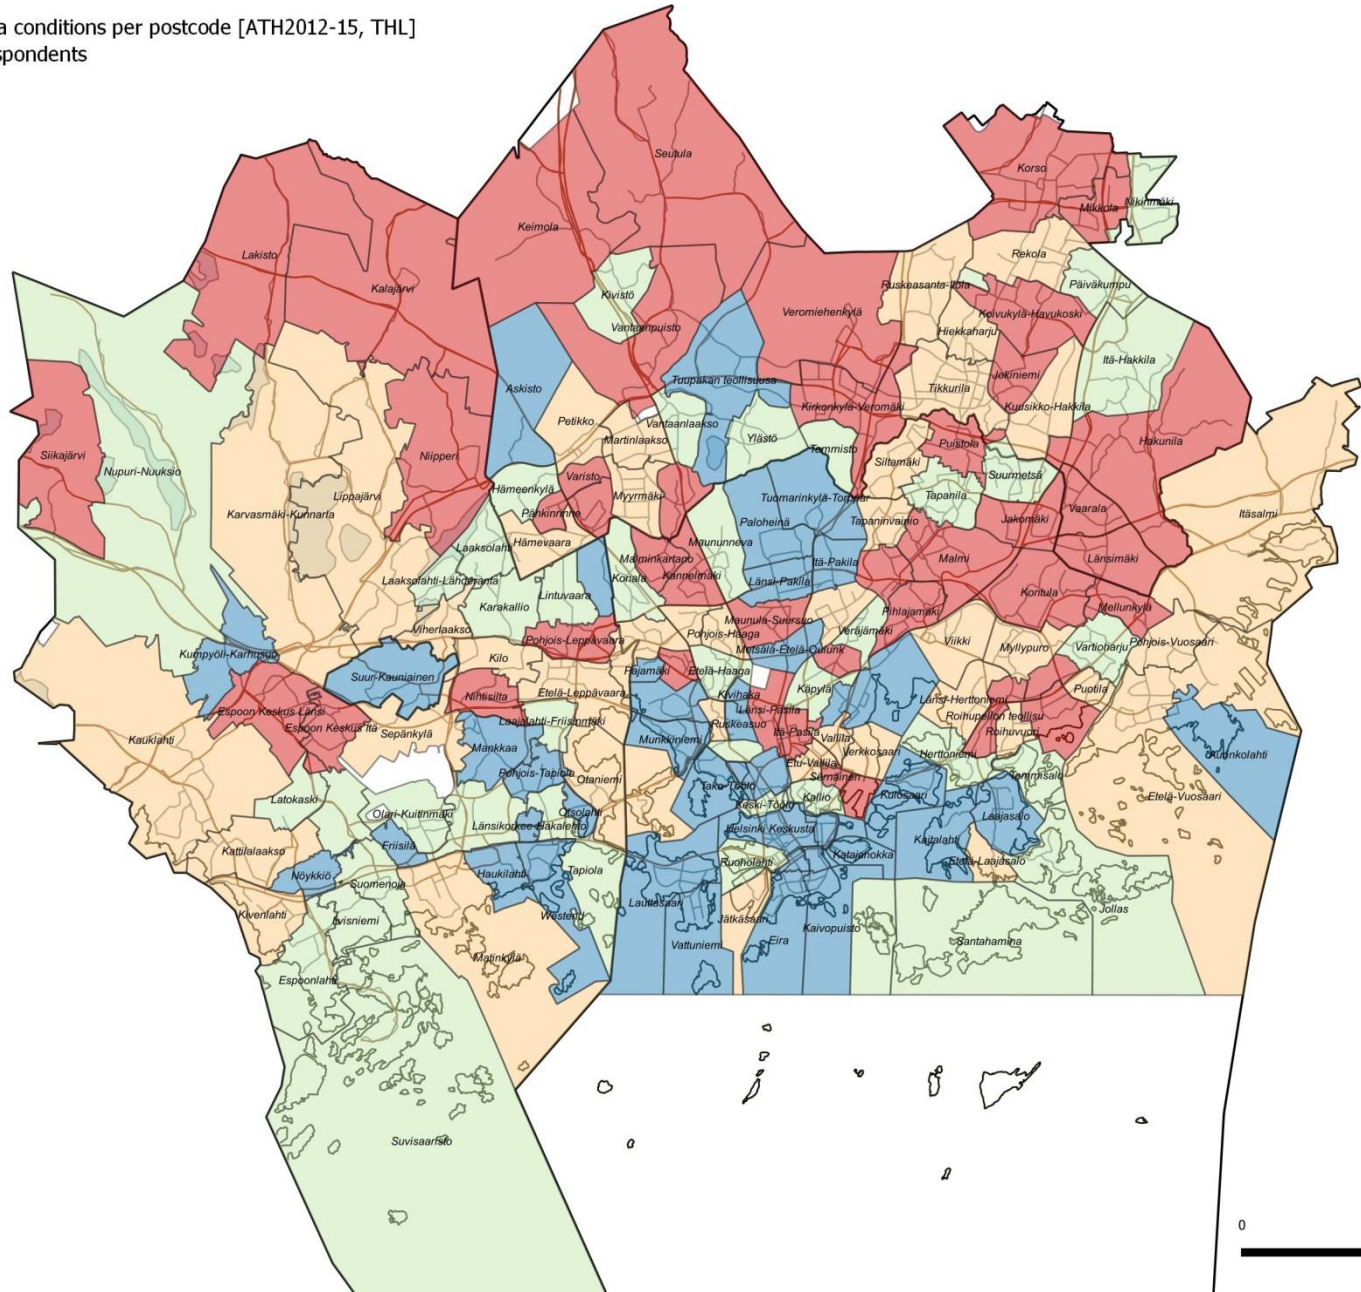 a conditions per postcode [ATH2012-15, THL]
spondents
Seutula
Korso
Mikkola
Nikinmäki
Keimola
Lakisto
Kalajärvi
Rekola
Ruskeasanta-Ilola
Päiväkumpu
Kivistö
Veromiehenkylä
Koivukylä-Havukoski
Vantaanpuisto
Hiekkaharju
Itä-Hakkila
Askisto
Tuupakan teollisuusa
Jokiniemi
Tikkurila
Kirkonkylä-Veromäki
Kuusikko-Hakkila
Petikko
Vantaanlaakso
Martinlaakso
Ylästö
Tammisto
Puistola
Hakunila
Siikajärvi
Nupuri-Nuuksio
Niipperi
Siltamäki
Suurmetsä
Varisto
Hämeenkylä
Myyrmäki
Lippajärvi
Tuomarinkylä-Torppar
Tapanila
Vaarala
Itäsalmi
Karvasmäki-Kunnarla
Pähkinrinne
Paloheinä
Tapaninvainio
Jakomäki
Hämevaara
Maununneva
Laaksolahti
Malminkartano
Itä-Pakila
Malmi
Länsimäki
Laaksolahti-Lähderanta
Lintuvaara
Konala
Kannelmäki
Länsi-Pakila
Kontula
Karakallio
Pihlajamäki
Mellunkylä
Viherlaakso
Pohjois-Leppävaara
Pohjois-Haaga
Maunula-Suursuo
Veräjämäki
Viikki
Myllypuro
Vartioharju
Pohjois-Vuosaari
Kumpyöli-Karhusuo
Kilo
Metsälä-Etelä-Oulunk
Suur-Kauniainen
Pajamäki
Etelä-Haaga
Nihtisilta
Etelä-Leppävaara
Kivihaka
Käpylä
Länsi-Herttoniemi
Puotila
Espoon Keskus Länsi
Länsi-Pasila
Roihupellon teollisu
Espoon Keskus Itä
Sepänkylä
Laajalahti-Friisinmäki
Ruskeasuo
Itä-Pasila
Roihuvuori
Kauklahti
Mankkaa
Munkkiniemi
Vallila
Verkkosaari
Herttoniemi
Aurinkolahti
Pohjois-Tapiola
Otaniemi
Etu-Vallila
Sörnäinen
Tammisalo
Taka-Töölö
Latokaski
Kallio
Kulosaari
Etelä-Vuosaari
Olari-Kuitinmäki
Otsolahti
Keski-Töölö
Laajasalo
Länsikorkee-Hakalehto
Helsinki Keskusta
Kattilalaakso
Friisilä
Kaitalahti
Ruoholahti
Katajanokka
Etelä-Laajasalo
Nöykkiö
Haukilahti
Tapiola
Suomenoja
Lauttasaari
Jollas
Kivenlahti
Iivisniemi
Westend
Jätkäsaari
Kaivopuisto
Vattuniemi
Eira
Santahamina
Matinkylä
Espoonlahti
Suvisaaristo
0